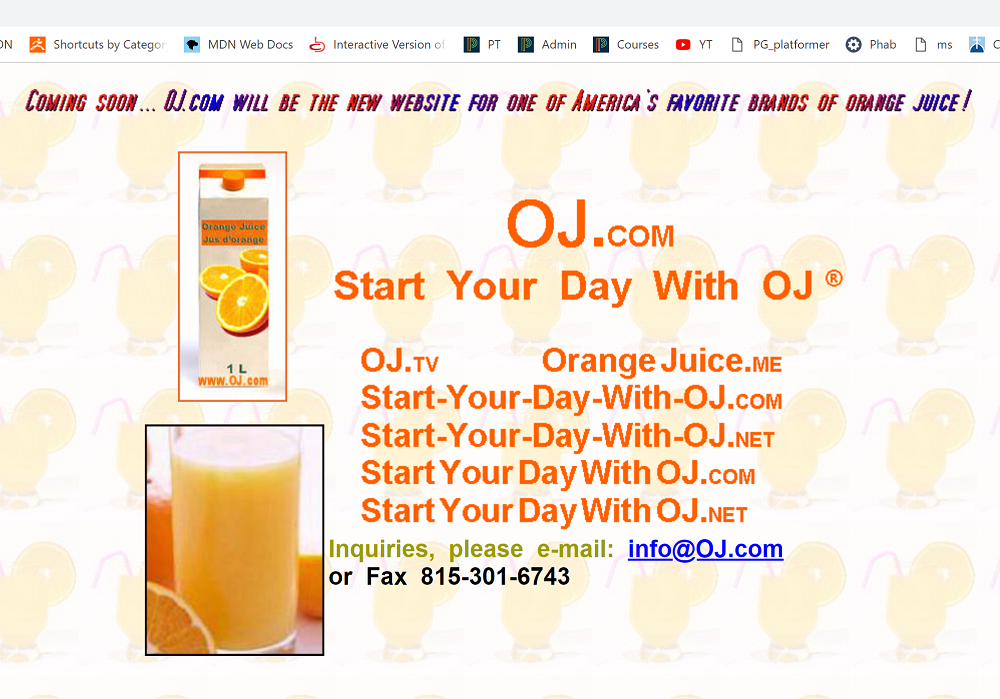 ON Shortcuts by Categor MDN Web Docs Interactive Version of PT Admin Courses YT PG_platformer Phab ms C
Coming soon... OJ.com will be the new website for one of America's favorite brands of orange juice!
Orange Juice
Jus d'orange
1 L
www.OJ.com
OJ.COM
Start Your Day With OJ ®
OJ.TV Orange Juice.ME
Start-Your-Day-With-OJ.COM
Start-Your-Day-With-OJ.NET
Start Your Day With OJ.COM
Start Your Day With OJ.NET
Inquiries, please e-mail: info@OJ.com
or Fax 815-301-6743